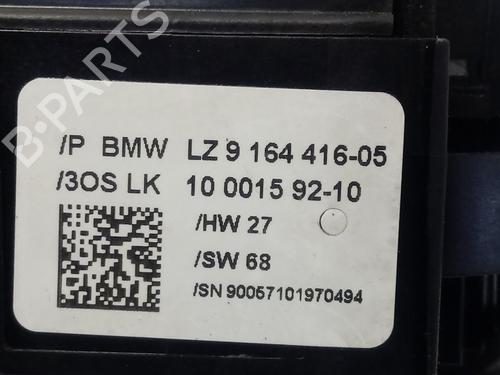 B-PARTS
/P BMW LZ 9 164 416-05
/3OS LK 10 0015 92-10
/HW 27
/SW 68
/SN 90057101970494